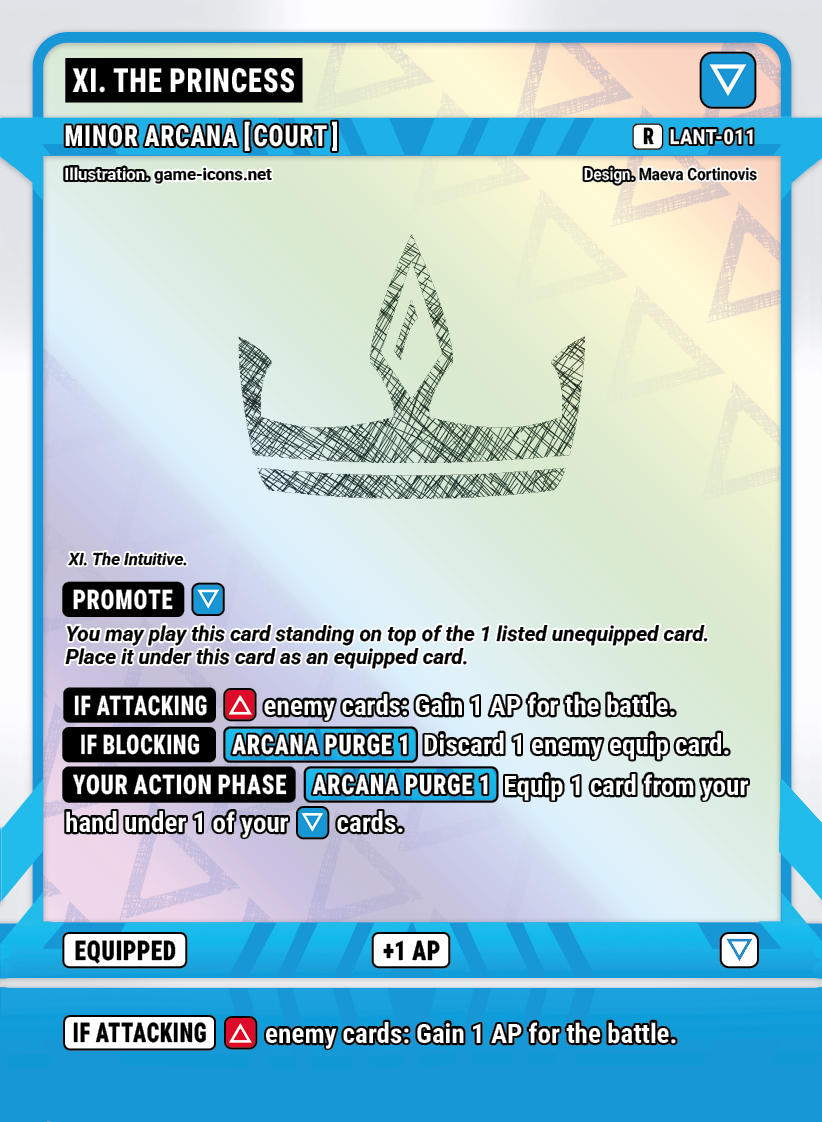 XI. THE PRINCESS
MINOR ARCANA [COURT]
R LANT-011
Illustration. game-icons.net
Design. Maeva Cortinovis
XI. The Intuitive.
PROMOTE
You may play this card standing on top of the 1 listed unequipped card.
Place it under this card as an equipped card.
IF ATTACKING enemy cards: Gain 1 AP for the battle.
IF BLOCKING ARCANA PURGE 1 Discard 1 enemy equip card.
YOUR ACTION PHASE ARCANA PURGE 1 Equip 1 card from your
hand under 1 of your cards.
EQUIPPED
+1 AP
IF ATTACKING enemy cards: Gain 1 AP for the battle.